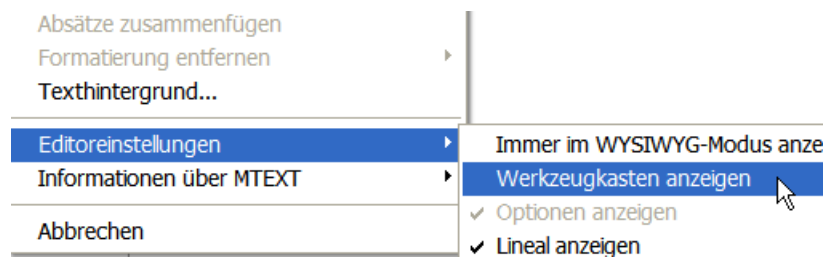 Absätze zusammenfügen
Formatierung entfernen
Texthintergrund...
Editoreinstellungen
Informationen über MTEXT
Abbrechen
Immer im WYSIWYG-Modus anze
Werkzeugkasten anzeigen
Optionen anzeigen
Lineal anzeigen